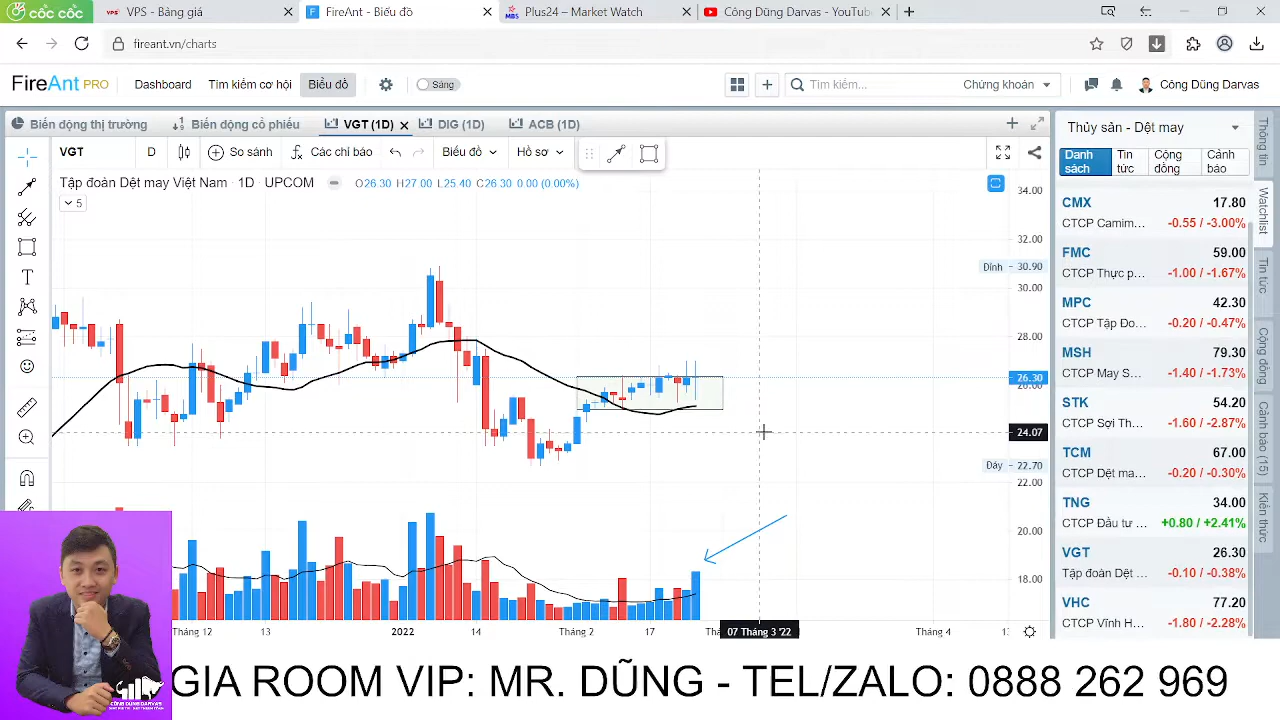 cốc cốc
VPS - Bảng giá
FireAnt - Biểu đồ
MBS
Plus24 – Market Watch
Công Dũng Darvas - YouTube
fireant.vn/charts
FireAnt PRO
Dashboard
Tìm kiếm cơ hội
Biểu đồ
Sáng
Tìm kiếm...
Chứng khoán
Công Dũng Darvas
Biến động thị trường
Biến động cổ phiếu
VGT (1D)
DIG (1D)
ACB (1D)
VGT
D
So sánh
Các chỉ báo
Biểu đồ
Hồ sơ
Tập đoàn Dệt may Việt Nam · 1D · UPCOM
O26.30 H27.00 L25.40 C26.30 0.00 (0.00%)
5
34.00
32.00
Đỉnh 30.90
30.00
28.00
26.30
26.00
24.07
Đáy 22.70
22.00
20.00
18.00
Tháng 12
13
2022
14
Tháng 2
17
07 Tháng 3 '22
Tháng 4
Thủy sản - Dệt may
Danh sách
Tin tức
Cộng đồng
Cảnh báo
CMX 17.80
CTCP Camim... -0.55 / -3.00%
FMC 59.00
CTCP Thực p... -1.00 / -1.67%
MPC 42.30
CTCP Tập Đo... -0.20 / -0.47%
MSH 79.30
CTCP May S... -1.40 / -1.73%
STK 54.20
CTCP Sợi Th... -1.60 / -2.87%
TCM 67.00
CTCP Dệt ma... -0.20 / -0.30%
TNG 34.00
CTCP Đầu tư ... +0.80 / +2.41%
VGT 26.30
Tập đoàn Dệt ... -0.10 / -0.38%
VHC 77.20
CTCP Vĩnh H... -1.80 / -2.28%
Thông tin
Watchlist
Tin tức
Cộng đồng
Cảnh báo (15)
Kiến thức
CÔNG DŨNG DARVAS
GIA ROOM VIP: MR. DŨNG - TEL/ZALO: 0888 262 969